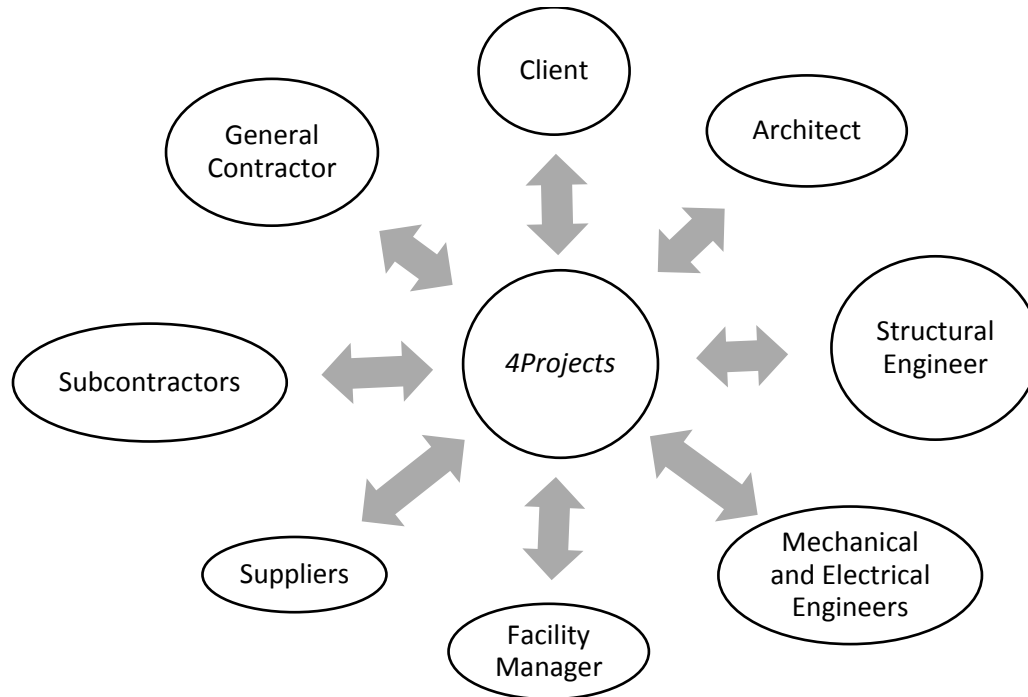 Client
Architect
General
Contractor
Structural
Engineer
4Projects
Subcontractors
Mechanical
and Electrical
Engineers
Suppliers
Facility
Manager